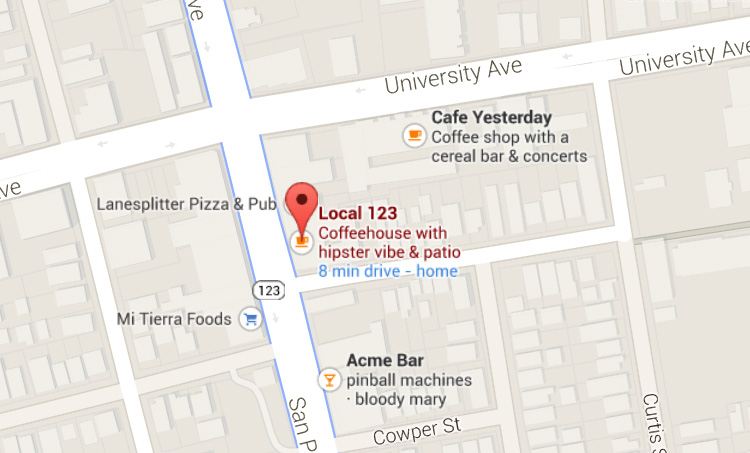 ve
University Ave
University Ave
Cafe Yesterday
Coffee shop with a
cereal bar & concerts
ve
Lanesplitter Pizza & Pub
Local 123
Coffeehouse with
hipster vibe & patio
8 min drive - home
123
Mi Tierra Foods
Acme Bar
pinball machines
· bloody mary
San P
Cowper St
Curtis S